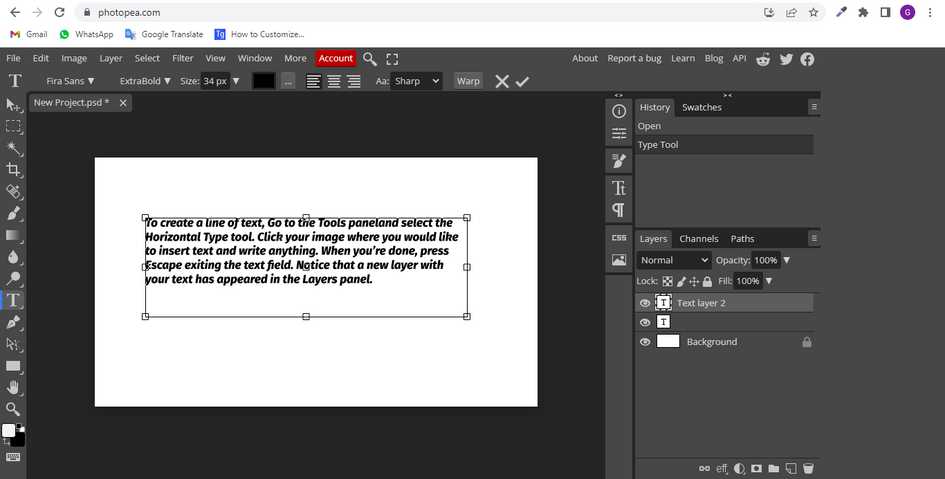 photopea.com
G
Gmail WhatsApp Google Translate Tg How to Customize...
File Edit Image Layer Select Filter View Window More Account About Report a bug Learn Blog API
T Fira Sans ▼ ExtraBold ▼ Size: 34 px ▼ ... Aa: Sharp Warp
New Project.psd * ✕
< > > <
History Swatches
Open
Type Tool
To create a line of text, Go to the Tools paneland select the
Horizontal Type tool. Clich your image where you would like
to insert text and write anything. When you're done, press
Escape exiting the text field. Notice that a new layer with
your text has appeared in the Layers panel.
CSS
Layers Channels Paths
Normal Opacity: 100% ▼
Lock: Fill: 100% ▼
T Text layer 2
T
Background
eff